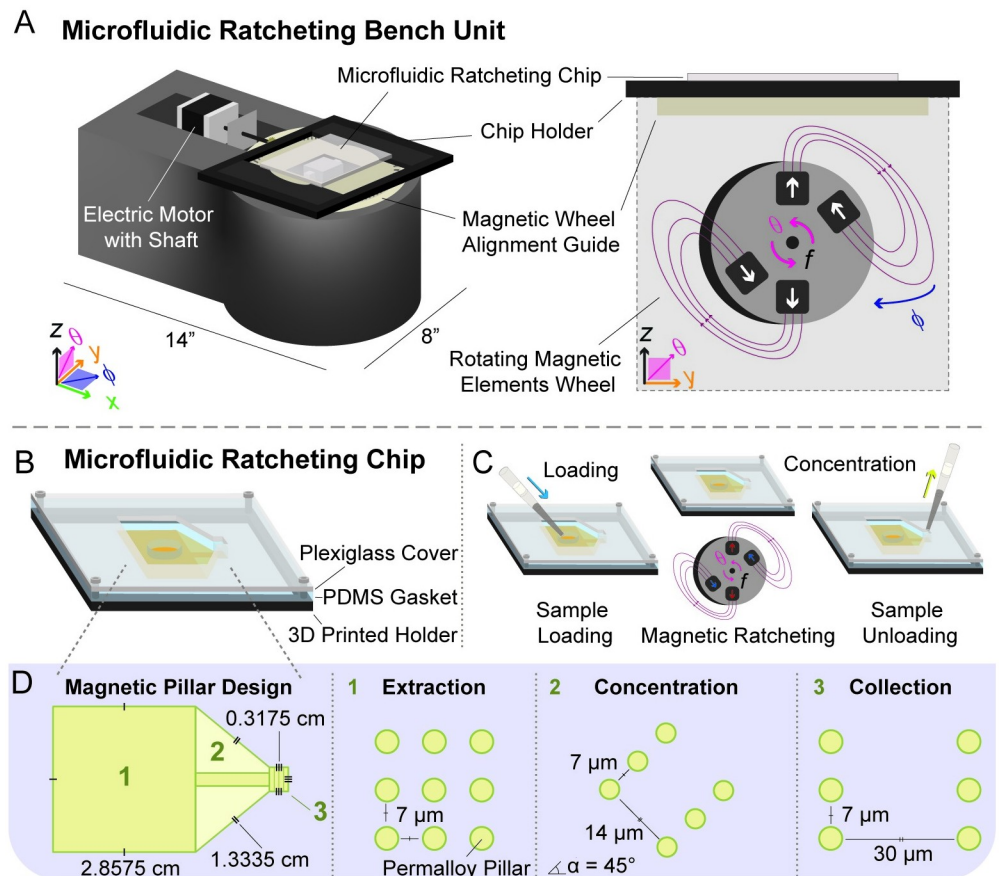 A Microfluidic Ratcheting Bench Unit
Microfluidic Ratcheting Chip
Chip Holder
Electric Motor
with Shaft
Magnetic Wheel
Alignment Guide
Rotating Magnetic
Elements Wheel
14”
8”
z
θ
y
ϕ
x
θ
f
ϕ
z
θ
y
B Microfluidic Ratcheting Chip
Plexiglass Cover
PDMS Gasket
3D Printed Holder
C
Loading
Concentration
θ
f
Sample
Loading
Magnetic Ratcheting
Sample
Unloading
D
Magnetic Pillar Design
0.3175 cm
1
2
3
2.8575 cm
1.3335 cm
1 Extraction
7 µm
Permalloy Pillar
2 Concentration
7 µm
14 µm
∡α = 45°
3 Collection
7 µm
30 µm